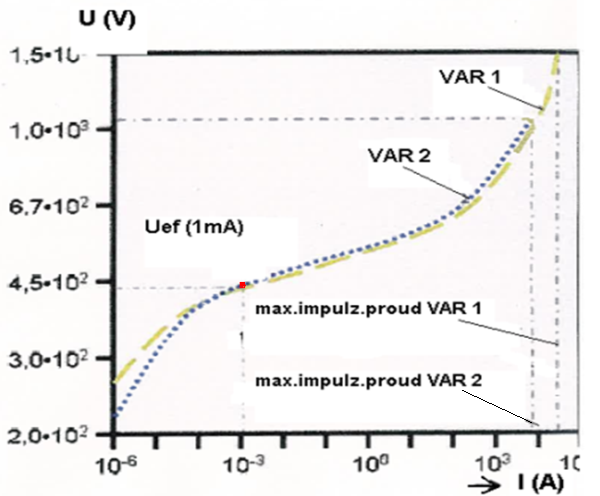 U (V)
1,5•1
VAR 1
1.0•10³
VAR 2
6.7•10²
Uef (1mA)
4,5•10²
max.impulz.proud VAR 1
3.0•10²
max.impulz.proud VAR 2
2,0•10²
10⁻⁶ 10⁻³ 10⁰ 10³ 10
→ I (A)